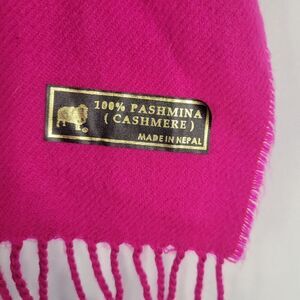 100% PASHMINA
( CASHMERE )
MADE IN NEPAL